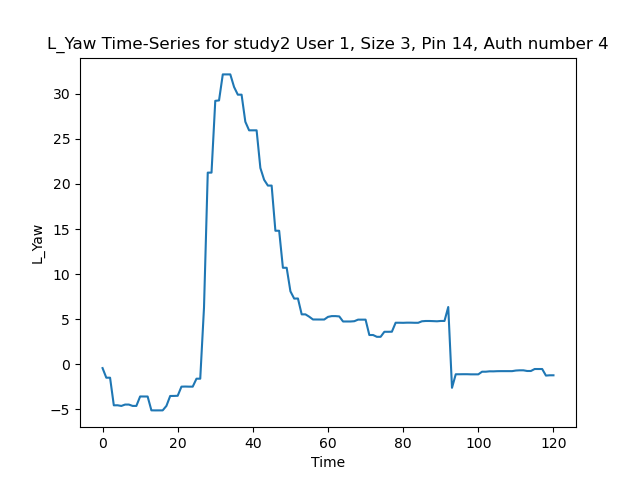 L_Yaw Time-Series for study2 User 1, Size 3, Pin 14, Auth number 4
30
25
20
15
10
5
0
−5
L_Yaw
0 20 40 60 80 100 120
Time